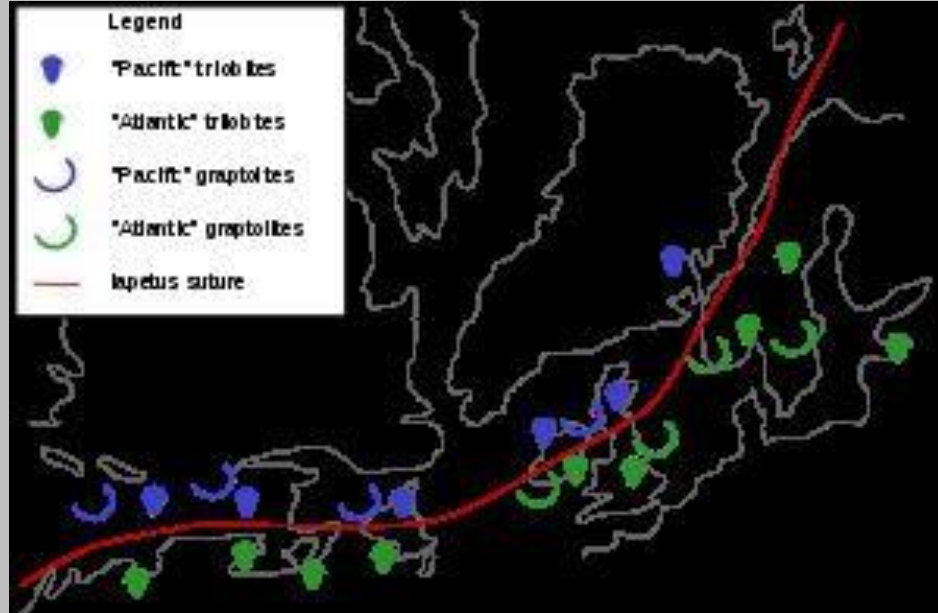 Legend
"Pacific" trilobites
"Atlantic" trilobites
"Pacific" graptolites
"Atlantic" graptolites
Iapetus suture